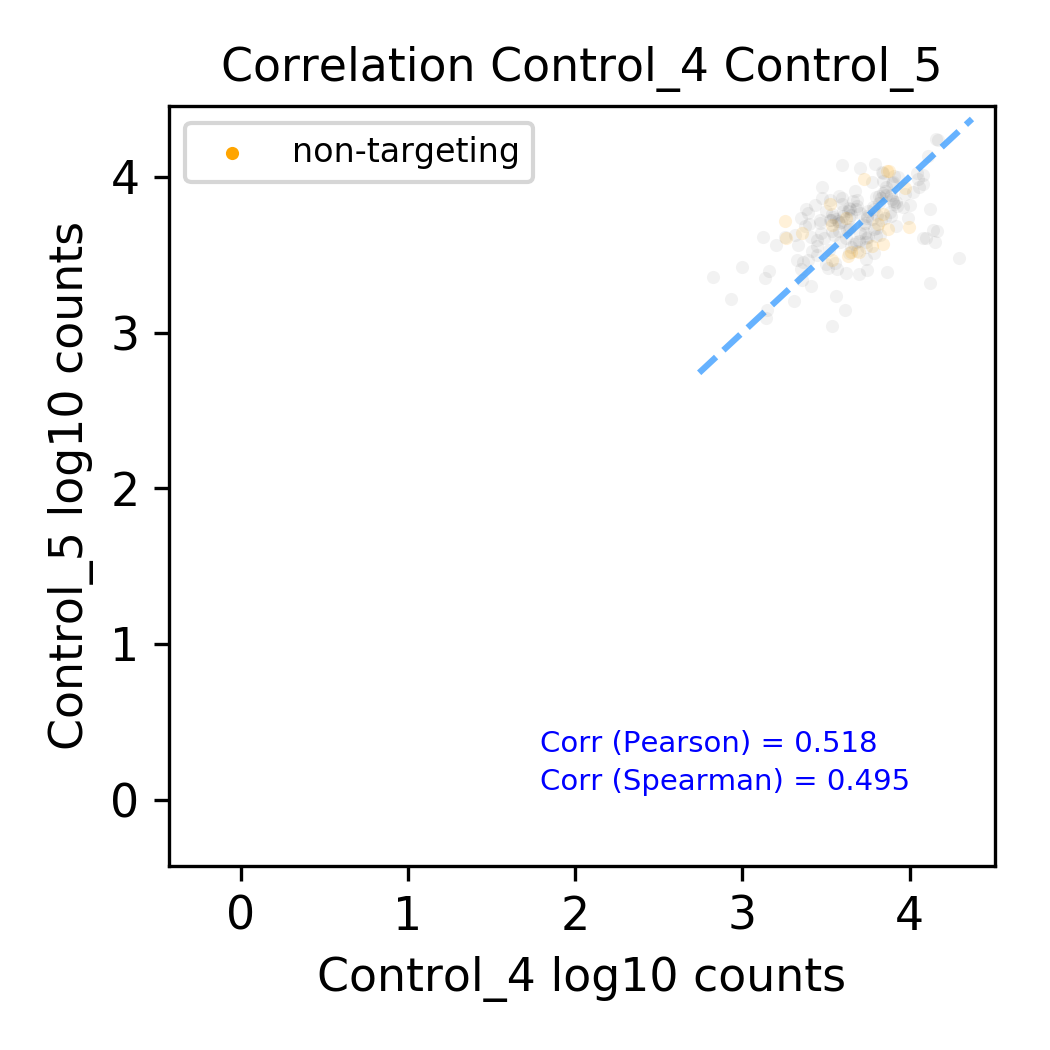 Correlation Control_4 Control_5
non-targeting
4
3
2
1
0
Control_5 log10 counts
Corr (Pearson) = 0.518
Corr (Spearman) = 0.495
0 1 2 3 4
Control_4 log10 counts